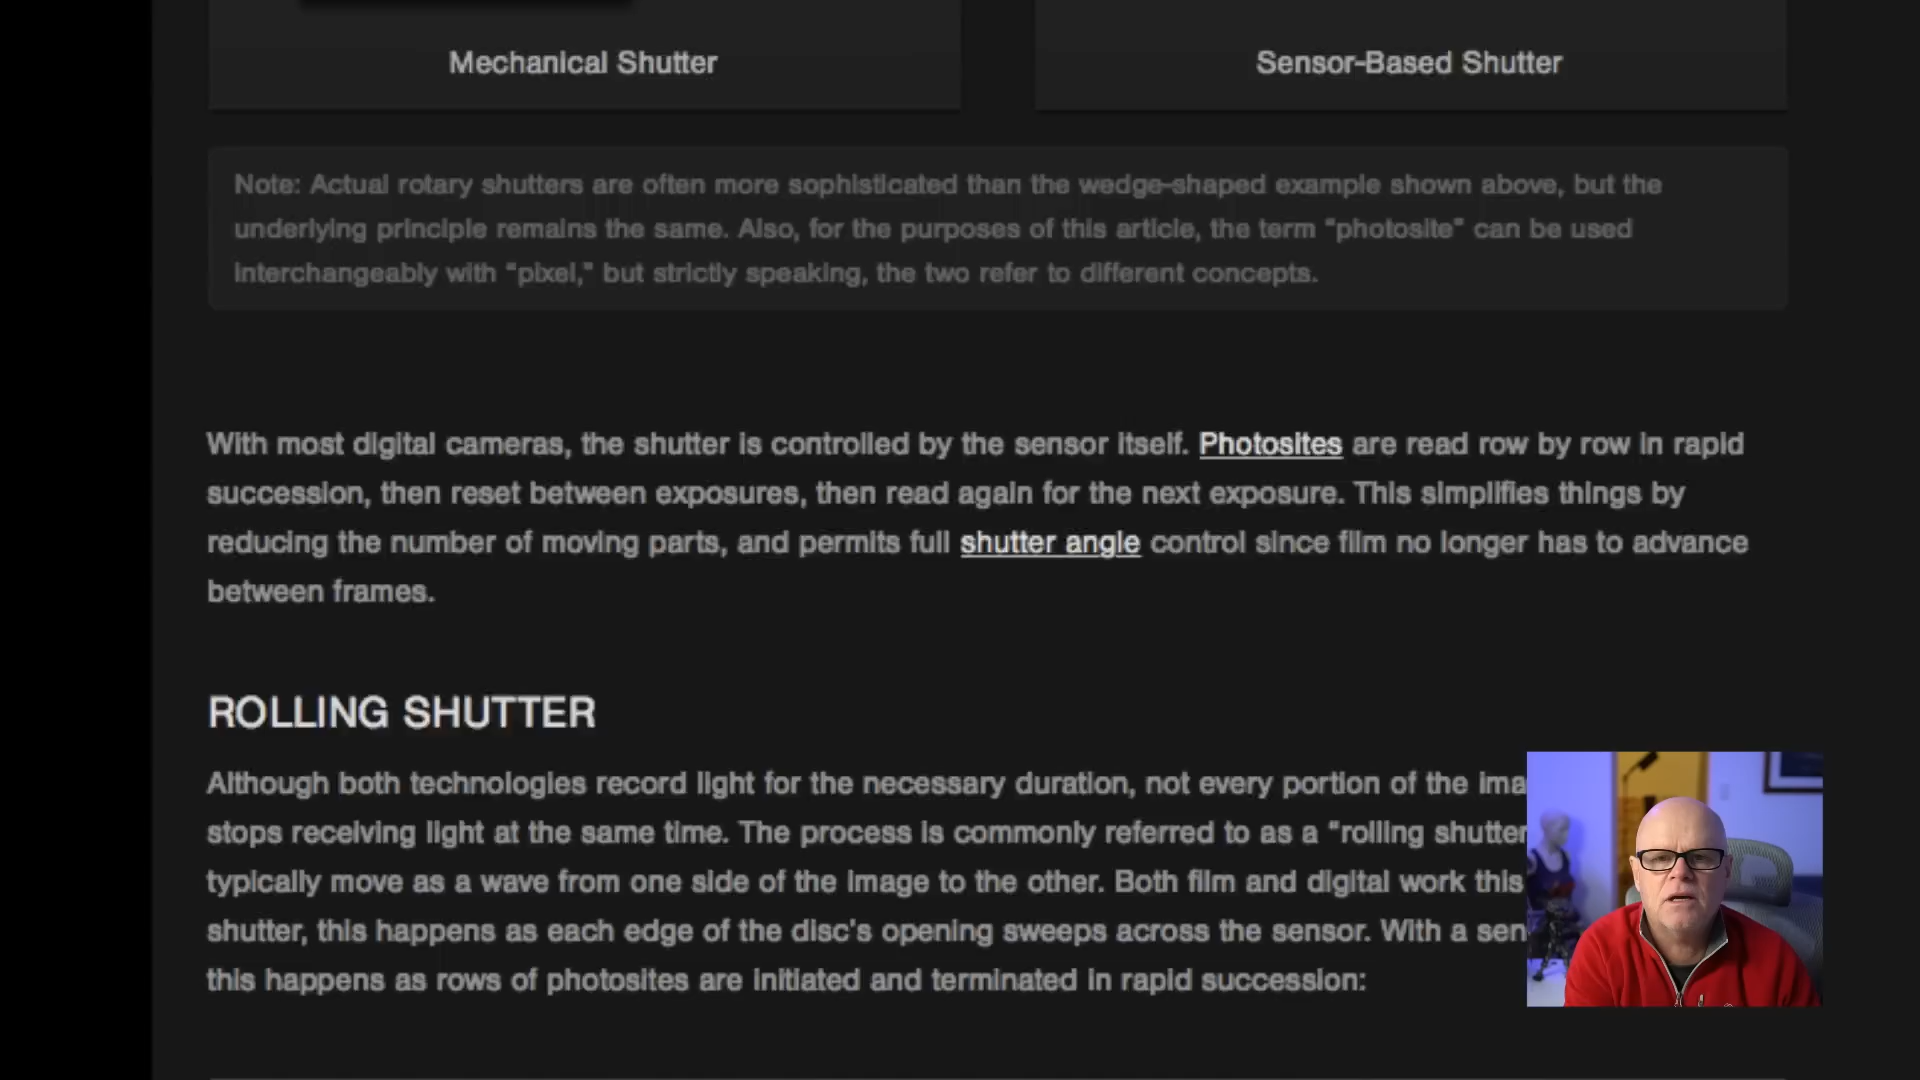 Mechanical Shutter
Sensor-Based Shutter
Note: Actual rotary shutters are often more sophisticated than the wedge-shaped example shown above, but the
underlying principle remains the same. Also, for the purposes of this article, the term “photosite” can be used
interchangeably with “pixel,” but strictly speaking, the two refer to different concepts.
With most digital cameras, the shutter is controlled by the sensor itself. Photosites are read row by row in rapid
succession, then reset between exposures, then read again for the next exposure. This simplifies things by
reducing the number of moving parts, and permits full shutter angle control since film no longer has to advance
between frames.
ROLLING SHUTTER
Although both technologies record light for the necessary duration, not every portion of the ima
stops receiving light at the same time. The process is commonly referred to as a “rolling shutter
typically move as a wave from one side of the image to the other. Both film and digital work this
shutter, this happens as each edge of the disc’s opening sweeps across the sensor. With a sen
this happens as rows of photosites are initiated and terminated in rapid succession: